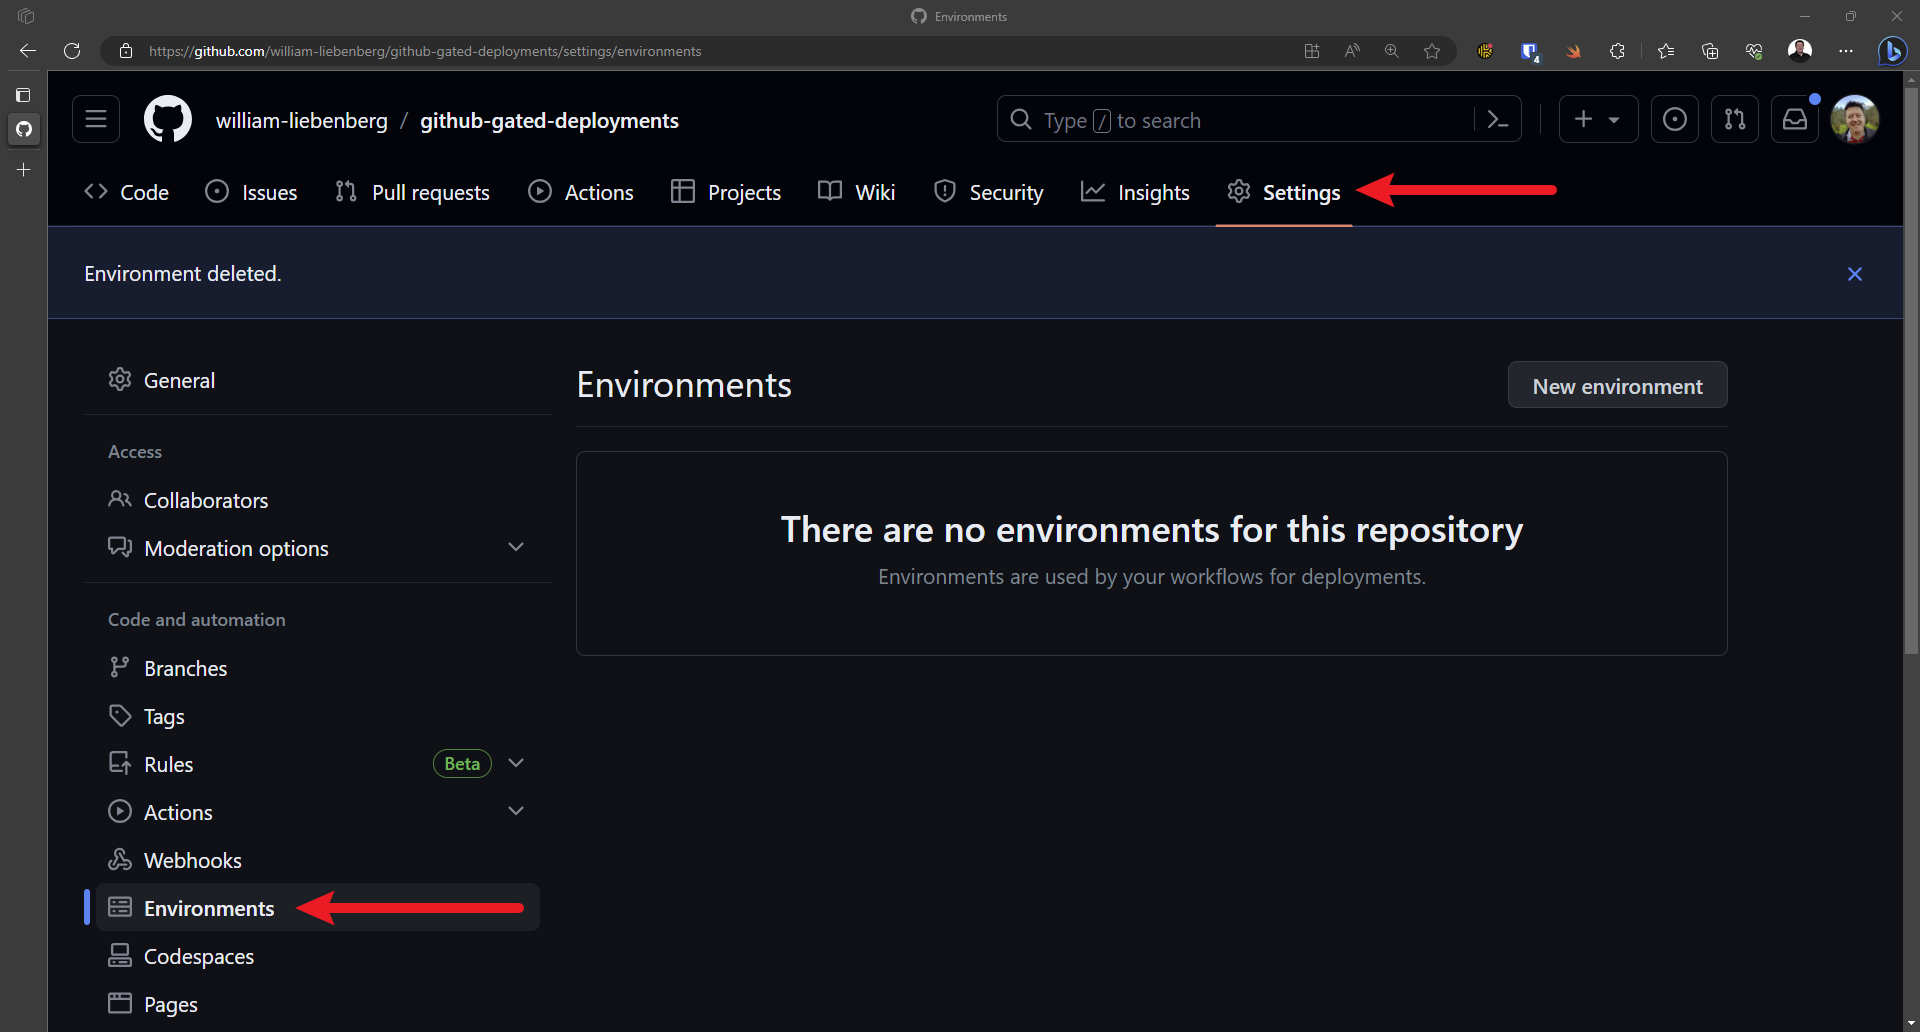 Environments
https://github.com/william-liebenberg/github-gated-deployments/settings/environments
4
william-liebenberg / github-gated-deployments
Type / to search
Code
Issues
Pull requests
Actions
Projects
Wiki
Security
Insights
Settings
Environment deleted.
General
Access
Collaborators
Moderation options
Code and automation
Branches
Tags
Rules
Beta
Actions
Webhooks
Environments
Codespaces
Pages
Environments
New environment
There are no environments for this repository
Environments are used by your workflows for deployments.